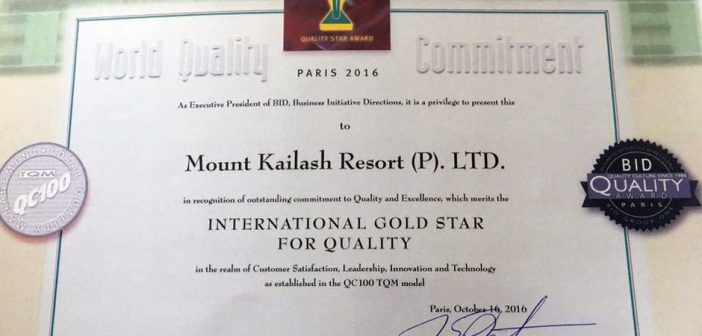 QUALITY STAR AWARD
World Quality Commitment
PARIS 2016
As Executive President of BID, Business Initiative Directions, it is a privilege to present this
to
Mount Kailash Resort (P). LTD.
in recognition of outstanding commitment to Quality and Excellence, which merits the
INTERNATIONAL GOLD STAR
FOR QUALITY
in the realm of Customer Satisfaction, Leadership, Innovation and Technology
as established in the QC100 TQM model
Paris, October 16, 2016
TQM
QC100
BID
QUALITY CULTURE SINCE 1986
QUALITY
AWARD
PARIS
BID GROUP ONE